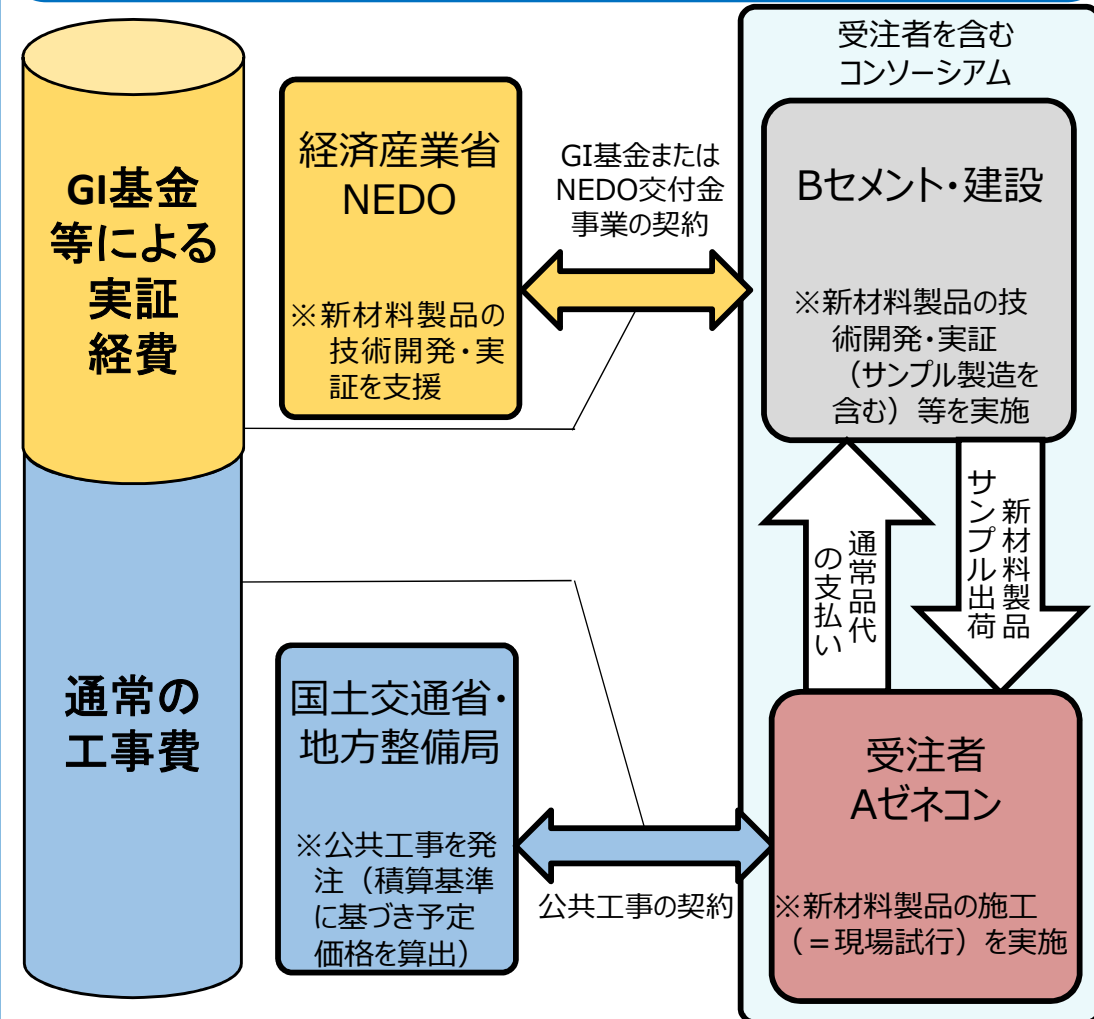 受注者を含む
コンソーシアム
GI基金
等による
実証
経費
経済産業省
NEDO
※新材料製品の
技術開発・実
証を支援
GI基金または
NEDO交付金
事業の契約
Bセメント・建設
※新材料製品の技
術開発・実証
(サンプル製造を
含む)等を実施
通常品代
の支払い
新材料製品
サンプル出荷
通常の
工事費
国土交通省・
地方整備局
※公共工事を発
注(積算基準
に基づき予定
価格を算出)
公共工事の契約
受注者
Aゼネコン
※新材料製品の施工
(=現場試行)を実施